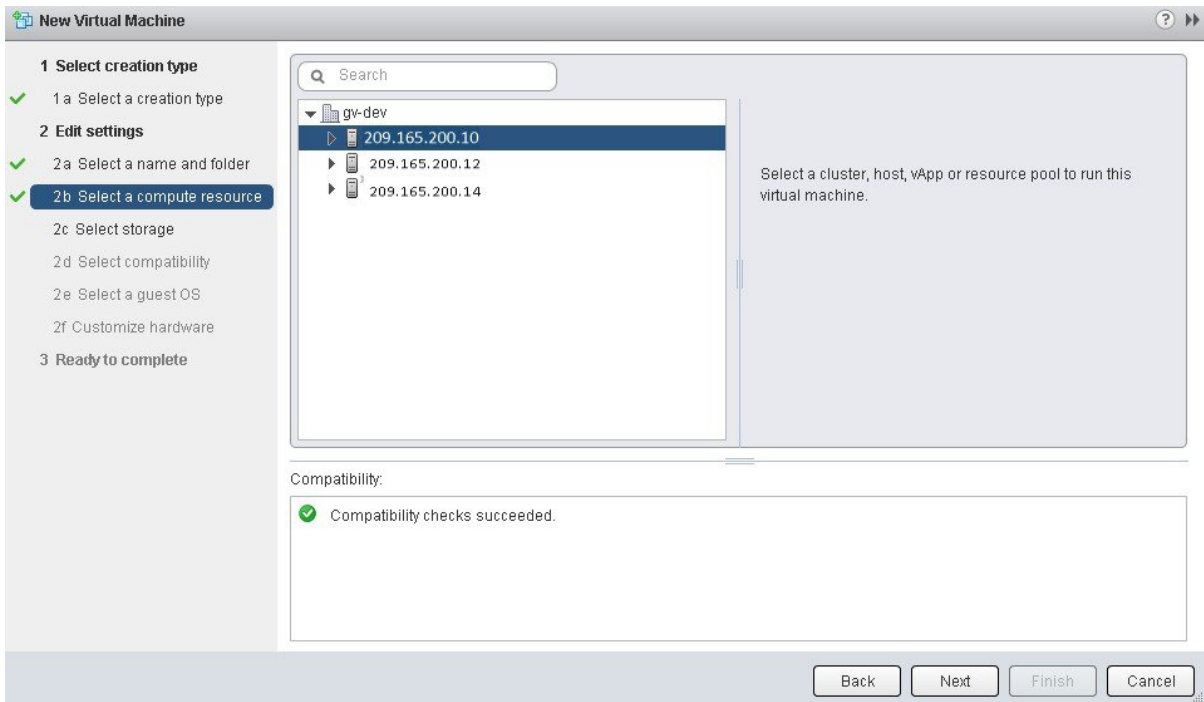 New Virtual Machine
1 Select creation type
1a Select a creation type
2 Edit settings
2a Select a name and folder
2b Select a compute resource
2c Select storage
2d Select compatibility
2e Select a guest OS
2f Customize hardware
3 Ready to complete
Search
gv-dev
209.165.200.10
209.165.200.12
209.165.200.14
Select a cluster, host, vApp or resource pool to run this
virtual machine.
Compatibility:
Compatibility checks succeeded.
Back Next Finish Cancel